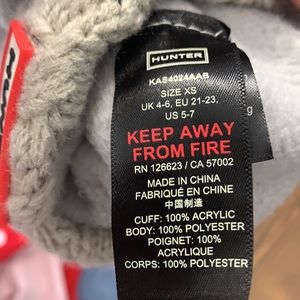 HUNTER
KAS4024AAB
SIZE XS
UK 4-6, EU 21-23,
US 5-7
KEEP AWAY
FROM FIRE
RN 126623 / CA 57002
MADE IN CHINA
FABRIQUÉ EN CHINE
中国制造
CUFF: 100% ACRYLIC
BODY: 100% POLYESTER
POIGNET: 100%
ACRYLIQUE
CORPS: 100% POLYESTER